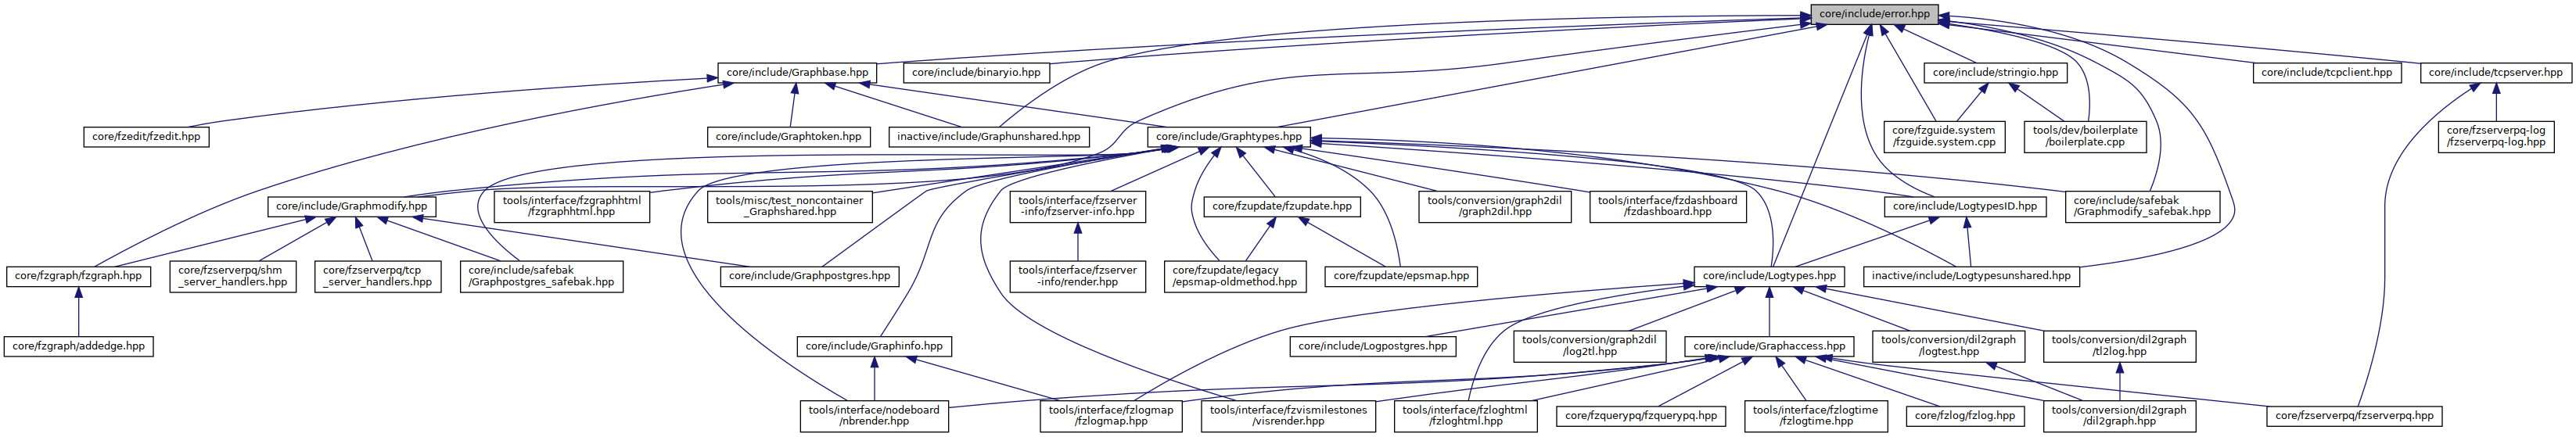 core/include/error.hpp
core/include/Graphbase.hpp
core/include/binaryio.hpp
core/include/stringio.hpp
core/include/tcpclient.hpp
core/include/tcpserver.hpp
core/fzedit/fzedit.hpp
core/include/Graphtoken.hpp
inactive/include/Graphunshared.hpp
core/include/Graphtypes.hpp
core/fzguide.system
/fzguide.system.cpp
tools/dev/boilerplate
/boilerplate.cpp
core/fzserverpq-log
/fzserverpq-log.hpp
core/include/Graphmodify.hpp
tools/interface/fzgraphhtml
/fzgraphhtml.hpp
tools/misc/test_noncontainer
_Graphshared.hpp
tools/interface/fzserver
-info/fzserver-info.hpp
core/fzupdate/fzupdate.hpp
tools/conversion/graph2dil
/graph2dil.hpp
tools/interface/fzdashboard
/fzdashboard.hpp
core/include/LogtypesID.hpp
core/include/safebak
/Graphmodify_safebak.hpp
core/fzgraph/fzgraph.hpp
core/fzserverpq/shm
_server_handlers.hpp
core/fzserverpq/tcp
_server_handlers.hpp
core/include/safebak
/Graphpostgres_safebak.hpp
core/include/Graphpostgres.hpp
tools/interface/fzserver
-info/render.hpp
core/fzupdate/legacy
/epsmap-oldmethod.hpp
core/fzupdate/epsmap.hpp
core/include/Logtypes.hpp
inactive/include/Logtypesunshared.hpp
core/fzgraph/addedge.hpp
core/include/Graphinfo.hpp
core/include/Logpostgres.hpp
tools/conversion/graph2dil
/log2tl.hpp
core/include/Graphaccess.hpp
tools/conversion/dil2graph
/logtest.hpp
tools/conversion/dil2graph
/tl2log.hpp
tools/interface/nodeboard
/nbrender.hpp
tools/interface/fzlogmap
/fzlogmap.hpp
tools/interface/fzvismilestones
/visrender.hpp
tools/interface/fzloghtml
/fzloghtml.hpp
core/fzquerypq/fzquerypq.hpp
tools/interface/fzlogtime
/fzlogtime.hpp
core/fzlog/fzlog.hpp
tools/conversion/dil2graph
/dil2graph.hpp
core/fzserverpq/fzserverpq.hpp